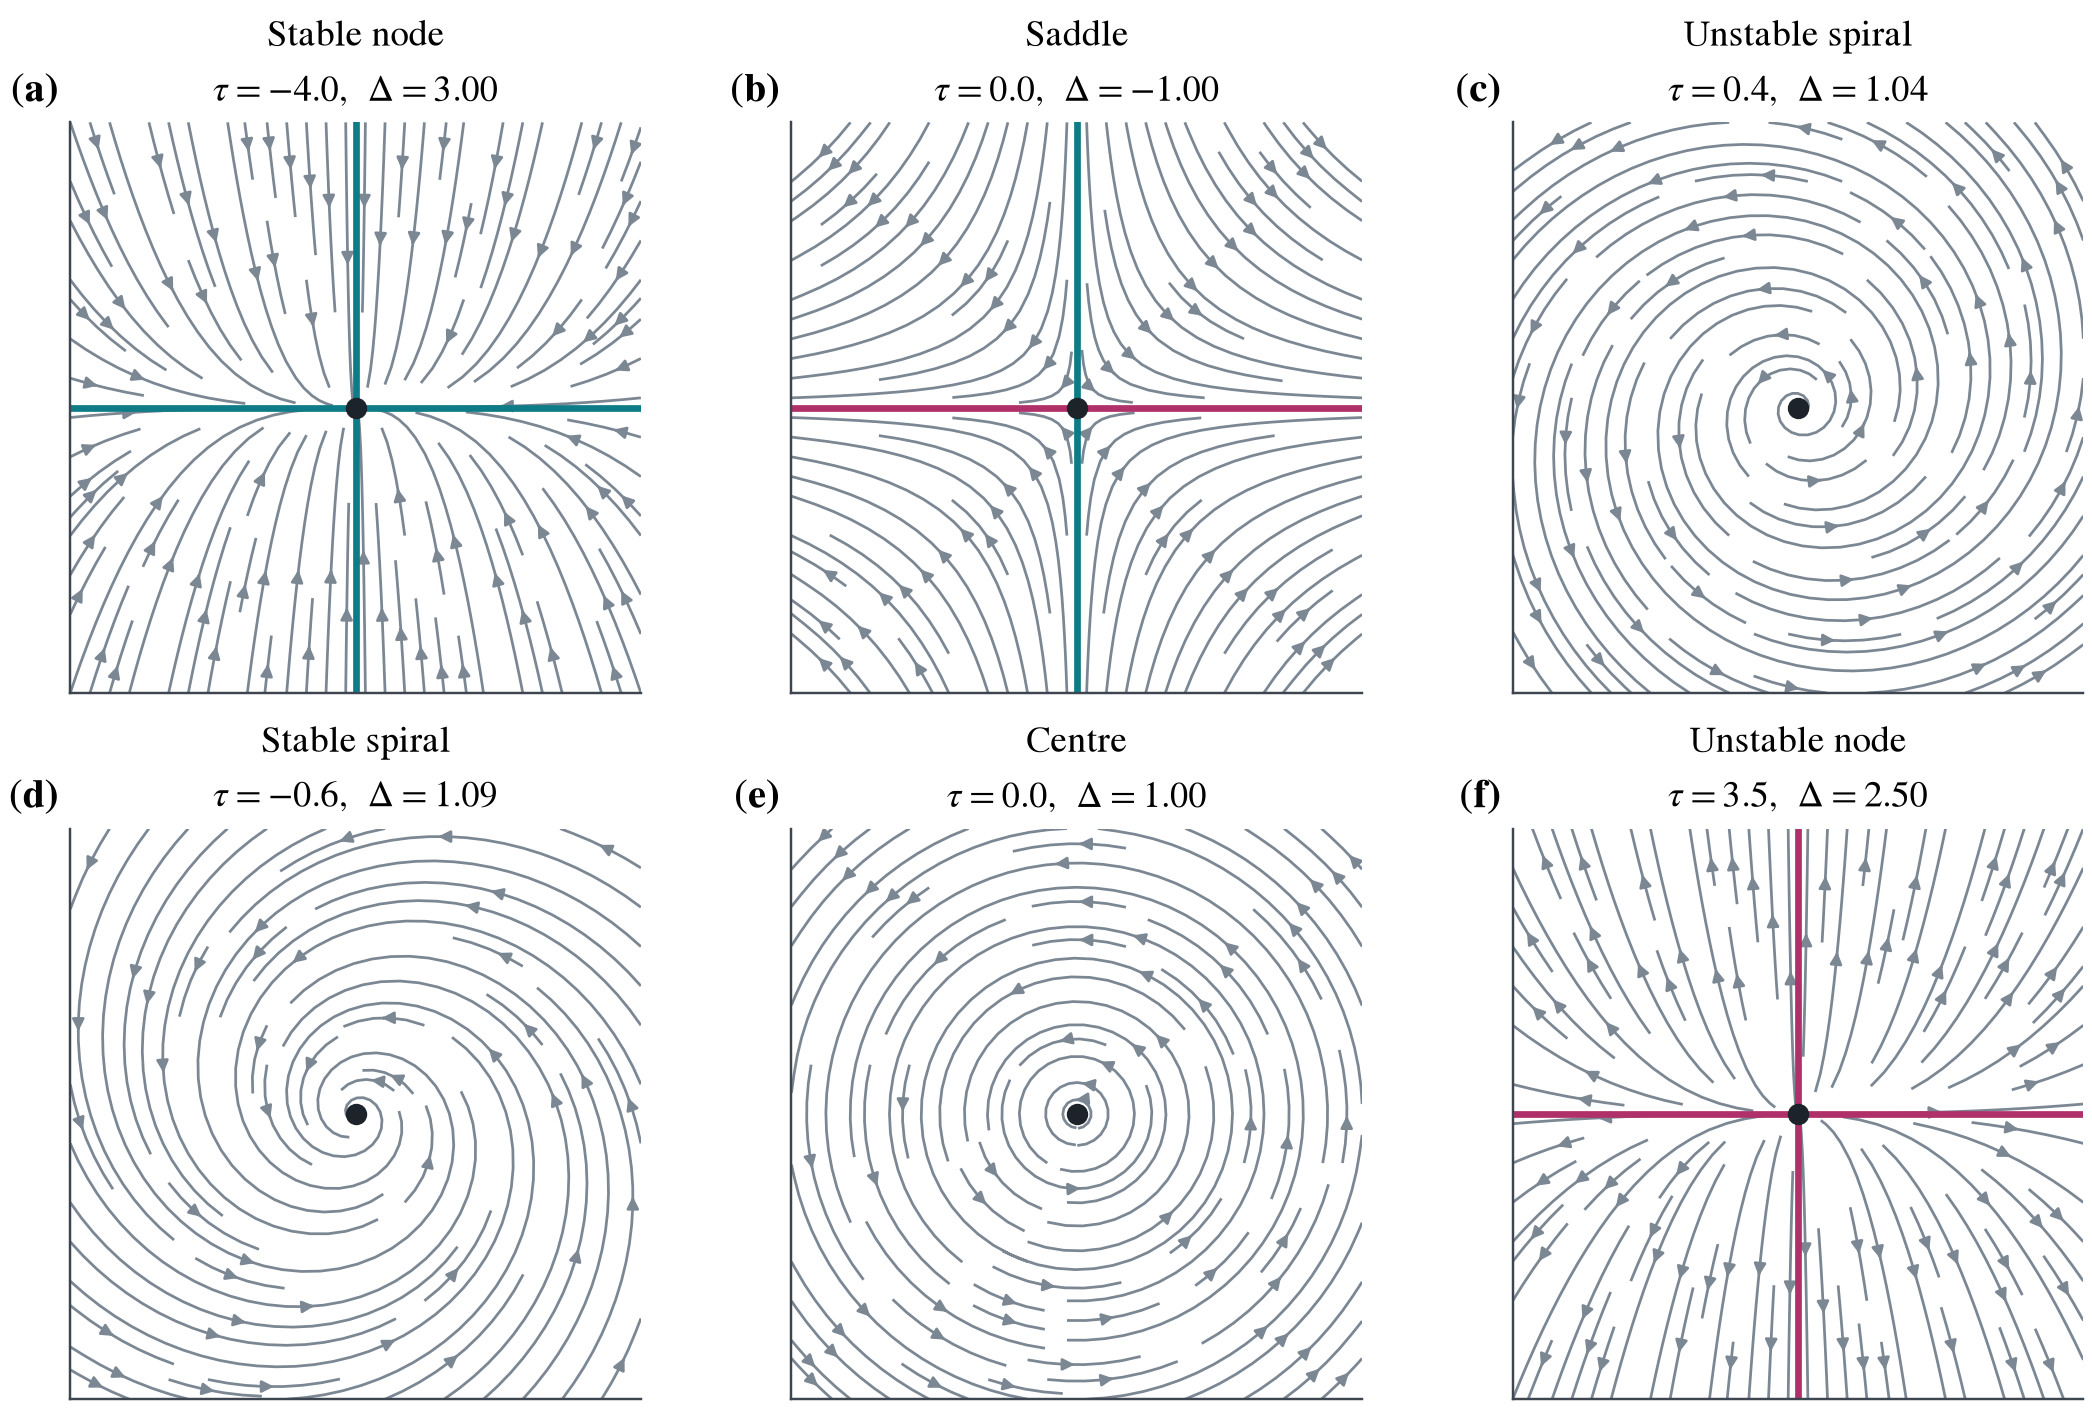 Stable node
(a) τ = −4.0, Δ = 3.00
Saddle
(b) τ = 0.0, Δ = −1.00
Unstable spiral
(c) τ = 0.4, Δ = 1.04
Stable spiral
(d) τ = −0.6, Δ = 1.09
Centre
(e) τ = 0.0, Δ = 1.00
Unstable node
(f) τ = 3.5, Δ = 2.50